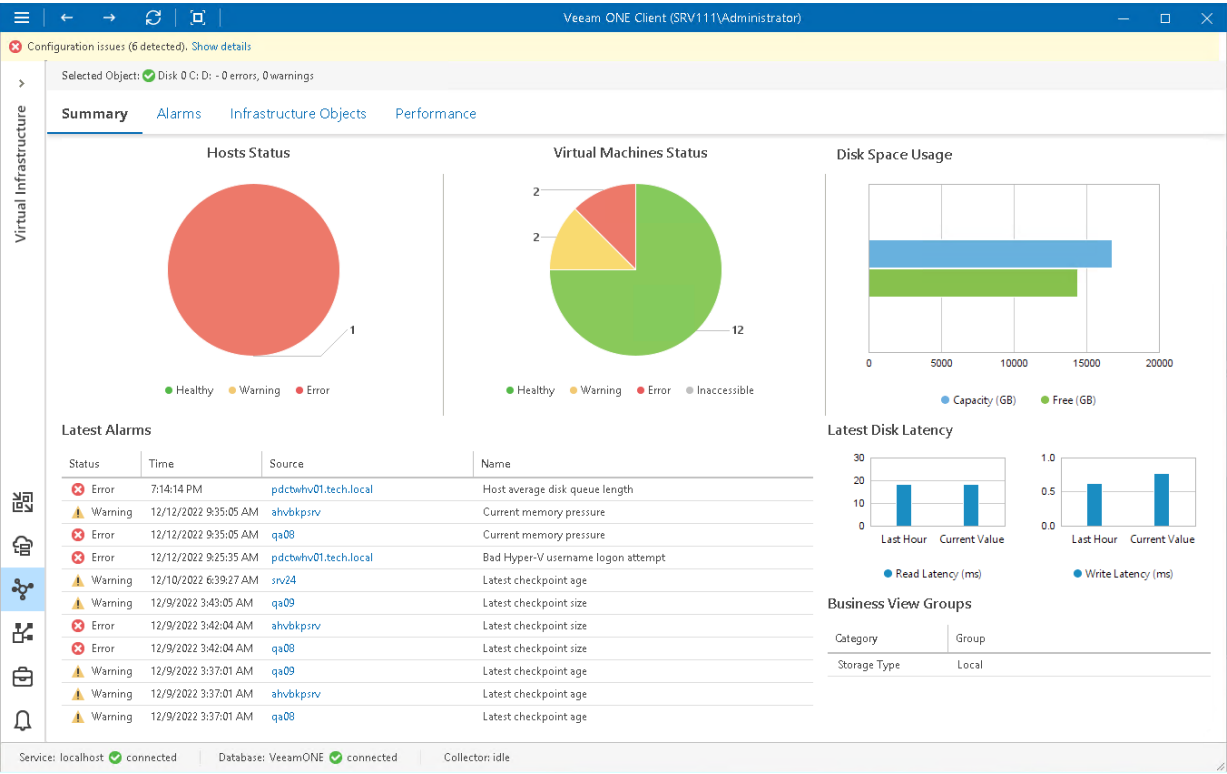 Veeam ONE Client (SRV111\Administrator)
Configuration issues (6 detected). Show details
Selected Object: Disk 0 C: D: - 0 errors, 0 warnings
Virtual Infrastructure
Summary Alarms Infrastructure Objects Performance
Hosts Status
1
Healthy Warning Error
Virtual Machines Status
2
2
12
Healthy Warning Error Inaccessible
Disk Space Usage
0 5000 10000 15000 20000
Capacity (GB) Free (GB)
Latest Alarms
Status Time Source Name
Error 7:14:14 PM pdctwhv01.tech.local Host average disk queue length
Warning 12/12/2022 9:35:05 AM ahvbkpsrv Current memory pressure
Error 12/12/2022 9:35:05 AM qa08 Current memory pressure
Error 12/12/2022 9:25:35 AM pdctwhv01.tech.local Bad Hyper-V username logon attempt
Warning 12/10/2022 6:39:27 AM srv24 Latest checkpoint age
Warning 12/9/2022 3:43:05 AM qa09 Latest checkpoint size
Error 12/9/2022 3:42:04 AM ahvbkpsrv Latest checkpoint size
Error 12/9/2022 3:42:04 AM qa08 Latest checkpoint size
Warning 12/9/2022 3:37:01 AM qa09 Latest checkpoint age
Warning 12/9/2022 3:37:01 AM ahvbkpsrv Latest checkpoint age
Warning 12/9/2022 3:37:01 AM qa08 Latest checkpoint age
Latest Disk Latency
30
20
10
0
Last Hour Current Value
Read Latency (ms)
1.0
0.5
0.0
Last Hour Current Value
Write Latency (ms)
Business View Groups
Category Group
Storage Type Local
Service: localhost connected Database: VeeamONE connected Collector: idle